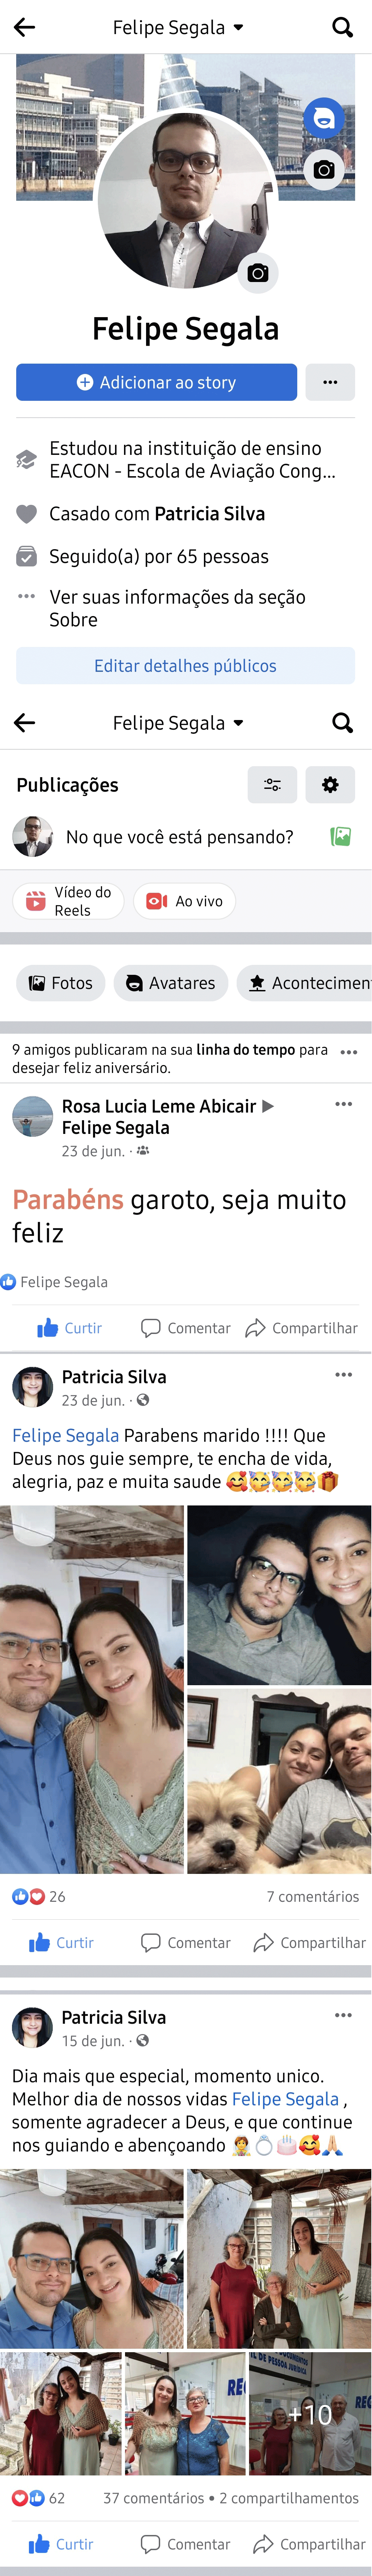 Felipe Segala
Felipe Segala
Adicionar ao story
Estudou na instituição de ensino
EACON - Escola de Aviação Cong...
Casado com Patricia Silva
Seguido(a) por 65 pessoas
Ver suas informações da seção
Sobre
Editar detalhes públicos
Felipe Segala
Publicações
No que você está pensando?
Vídeo do
Reels
Ao vivo
Fotos
Avatares
Acontecimen
9 amigos publicaram na sua linha do tempo para
desejar feliz aniversário.
Rosa Lucia Leme Abicair ▶
Felipe Segala
23 de jun. ·
Parabéns garoto, seja muito
feliz
Felipe Segala
Curtir Comentar Compartilhar
Patricia Silva
23 de jun. ·
Felipe Segala Parabens marido !!!! Que
Deus nos guie sempre, te encha de vida,
alegria, paz e muita saude 🥰🥳🥳🥳🎁
26 7 comentários
Curtir Comentar Compartilhar
Patricia Silva
15 de jun. ·
Dia mais que especial, momento unico.
Melhor dia de nossos vidas Felipe Segala ,
somente agradecer a Deus, e que continue
nos guiando e abençoando 🤵💍🎂🥰🙏
REG
DOCUMENTOS
IL DE PESSOA JURÍDICA
RE
+10
62 37 comentários • 2 compartilhamentos
Curtir Comentar Compartilhar